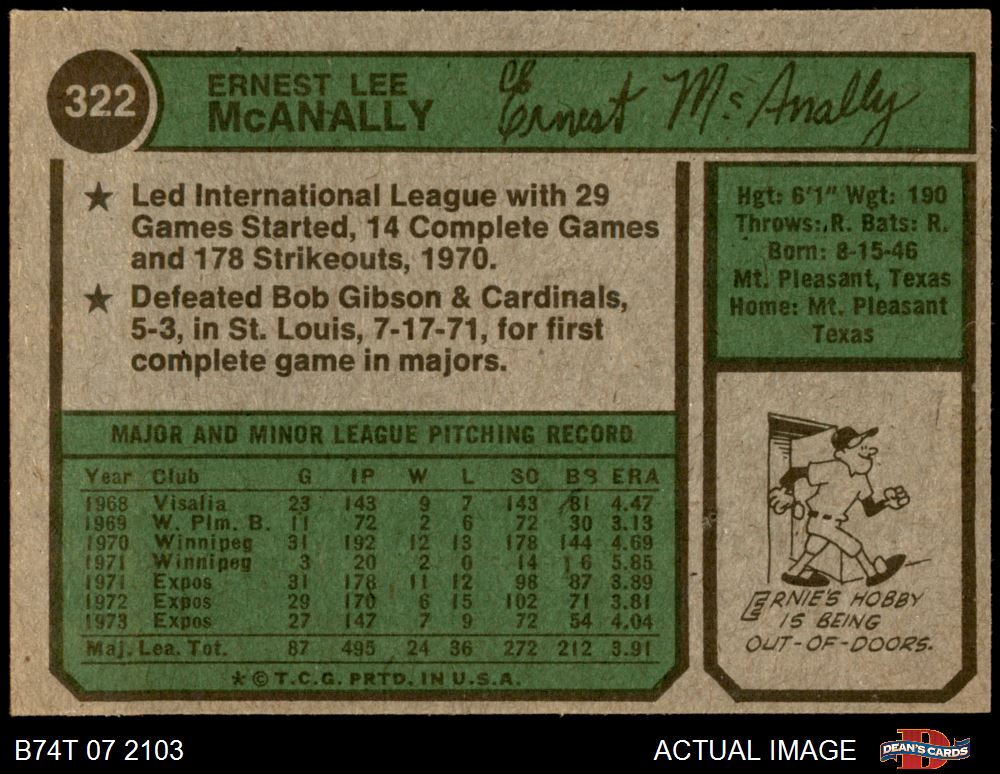 322
ERNEST LEE
McANALLY
Ernest McAnally
★ Led International League with 29
Games Started, 14 Complete Games
and 178 Strikeouts, 1970.
★ Defeated Bob Gibson & Cardinals,
5-3, in St. Louis, 7-17-71, for first
complete game in majors.
Hgt: 6'1" Wgt: 190
Throws: R. Bats: R.
Born: 8-15-46
Mt. Pleasant, Texas
Home: Mt. Pleasant
Texas
MAJOR AND MINOR LEAGUE PITCHING RECORD
Year Club G IP W L SO BB ERA
1968 Visalia 23 143 9 7 143 81 4.47
1969 W. Plm. B. 11 72 2 6 72 30 3.13
1970 Winnipeg 31 192 12 13 178 144 4.69
1971 Winnipeg 3 20 2 0 14 16 5.85
1971 Expos 31 178 11 12 98 87 3.89
1972 Expos 29 170 6 15 102 71 3.81
1973 Expos 27 147 7 9 72 54 4.04
Maj. Lea. Tot. 87 495 24 36 272 212 3.91
★ © T.C.G. PRTD. IN U.S.A.
ERNIE'S HOBBY
IS BEING
OUT-OF-DOORS.
B74T 07 2103
ACTUAL IMAGE
DEAN'S CARDS